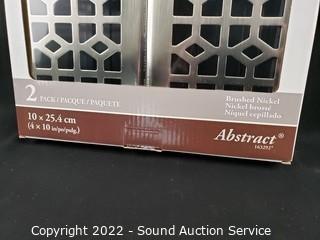 2 PACK / PACQUE / PAQUETE
10 x 25.4 cm
(4 x 10 in/po/pulg.)
Brushed Nickel
Nickel brossé
Níquel cepillado
Abstract®
Copyright 2022 - Sound Auction Service